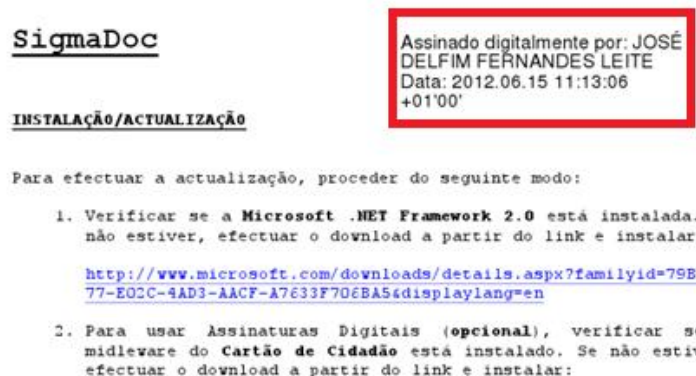 SigmaDoc
Assinado digitalmente por: JOSÉ
DELFIM FERNANDES LEITE
Data: 2012.06.15 11:13:06
+01'00'
INSTALAÇÃO/ACTUALIZAÇÃO
Para efectuar a actualização, proceder do seguinte modo:
1. Verificar se a Microsoft .NET Framework 2.0 está instalada.
não estiver, efectuar o download a partir do link e instalar
http://www.microsoft.com/downloads/details.aspx?familyid=79B
77-E02C-4AD3-AACF-A7633F706BA5&displaylang=en
2. Para usar Assinaturas Digitais (opcional), verificar se
midleware do Cartão de Cidadão está instalado. Se não estiv
efectuar o download a partir do link e instalar: